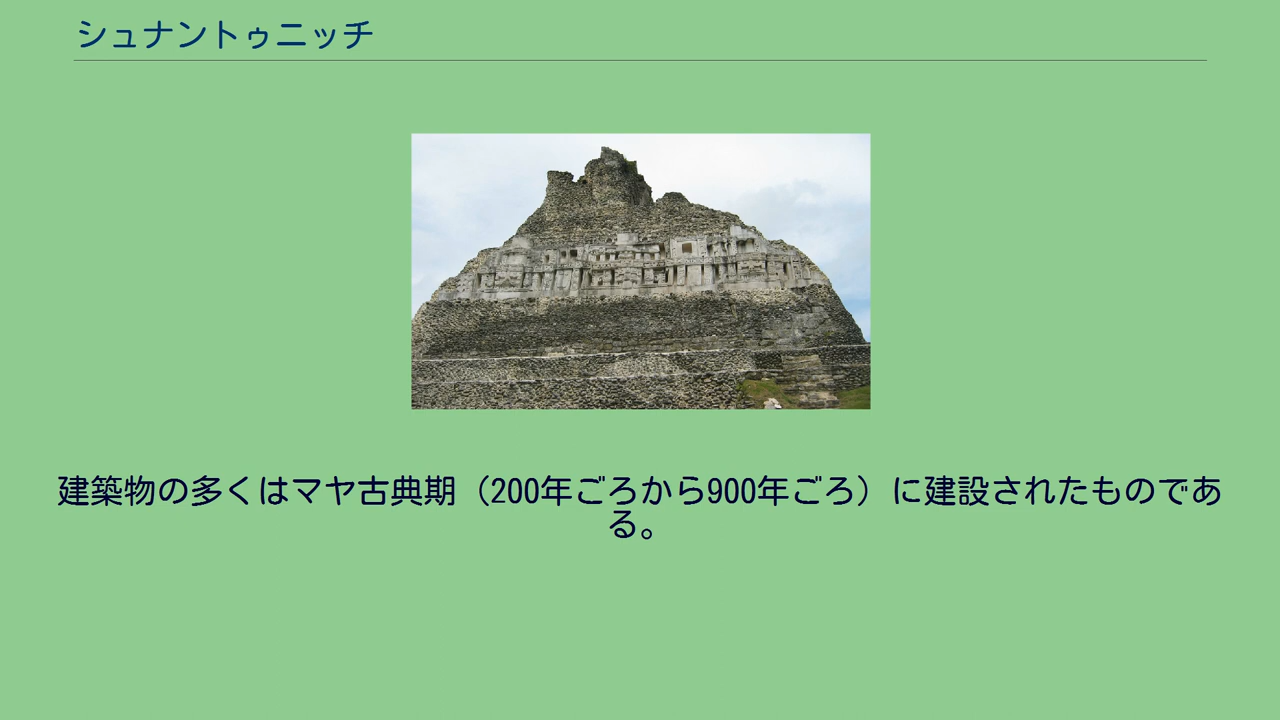 シュナントゥニッチ
建築物の多くはマヤ古典期（200年ごろから900年ごろ）に建設されたものであ
る。